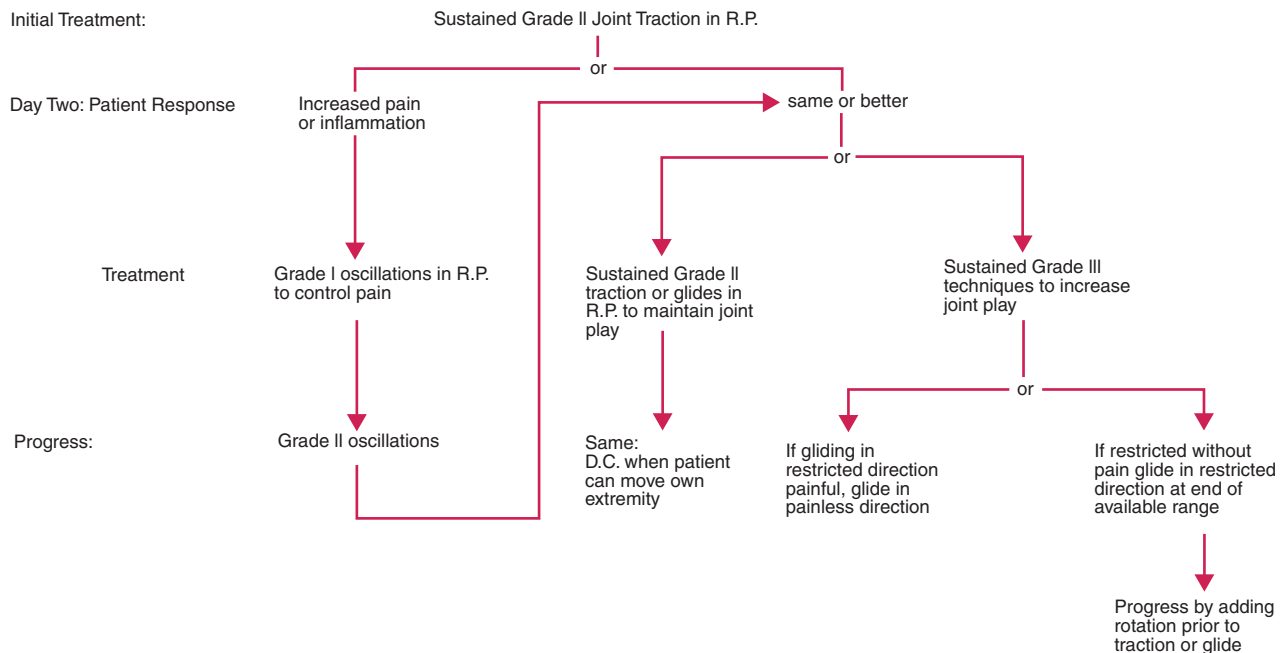 Initial Treatment:
Sustained Grade II Joint Traction in R.P.
or
Day Two: Patient Response
Increased pain
or inflammation
same or better
or
Treatment
Grade I oscillations in R.P.
to control pain
Sustained Grade II
traction or glides in
R.P. to maintain joint
play
Sustained Grade III
techniques to increase
joint play
or
Progress:
Grade II oscillations
Same:
D.C. when patient
can move own
extremity
If gliding in
restricted direction
painful, glide in
painless direction
If restricted without
pain glide in restricted
direction at end of
available range
Progress by adding
rotation prior to
traction or glide